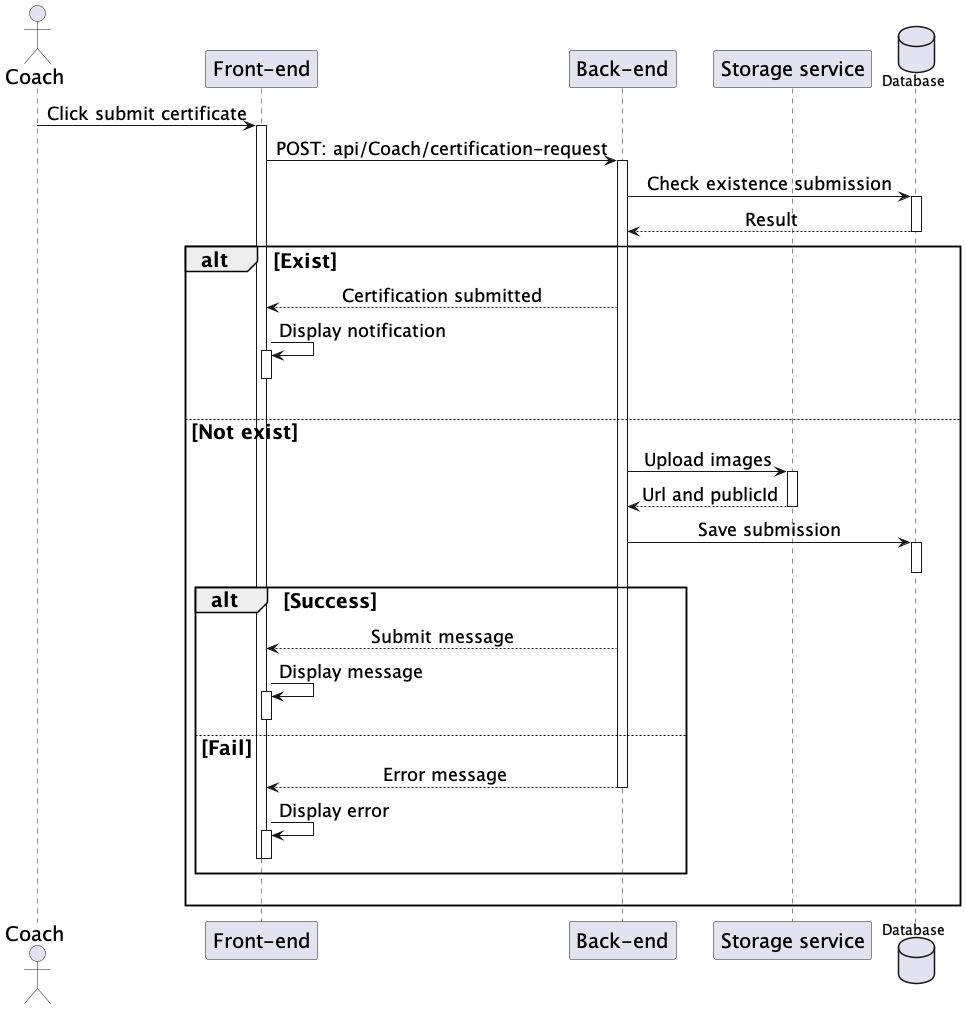 Coach
Front-end
Back-end
Storage service
Database
Click submit certificate
POST: api/Coach/certification-request
Check existence submission
Result
alt [Exist]
Certification submitted
Display notification
[Not exist]
Upload images
Url and publicId
Save submission
alt [Success]
Submit message
Display message
[Fail]
Error message
Display error
Coach
Front-end
Back-end
Storage service
Database